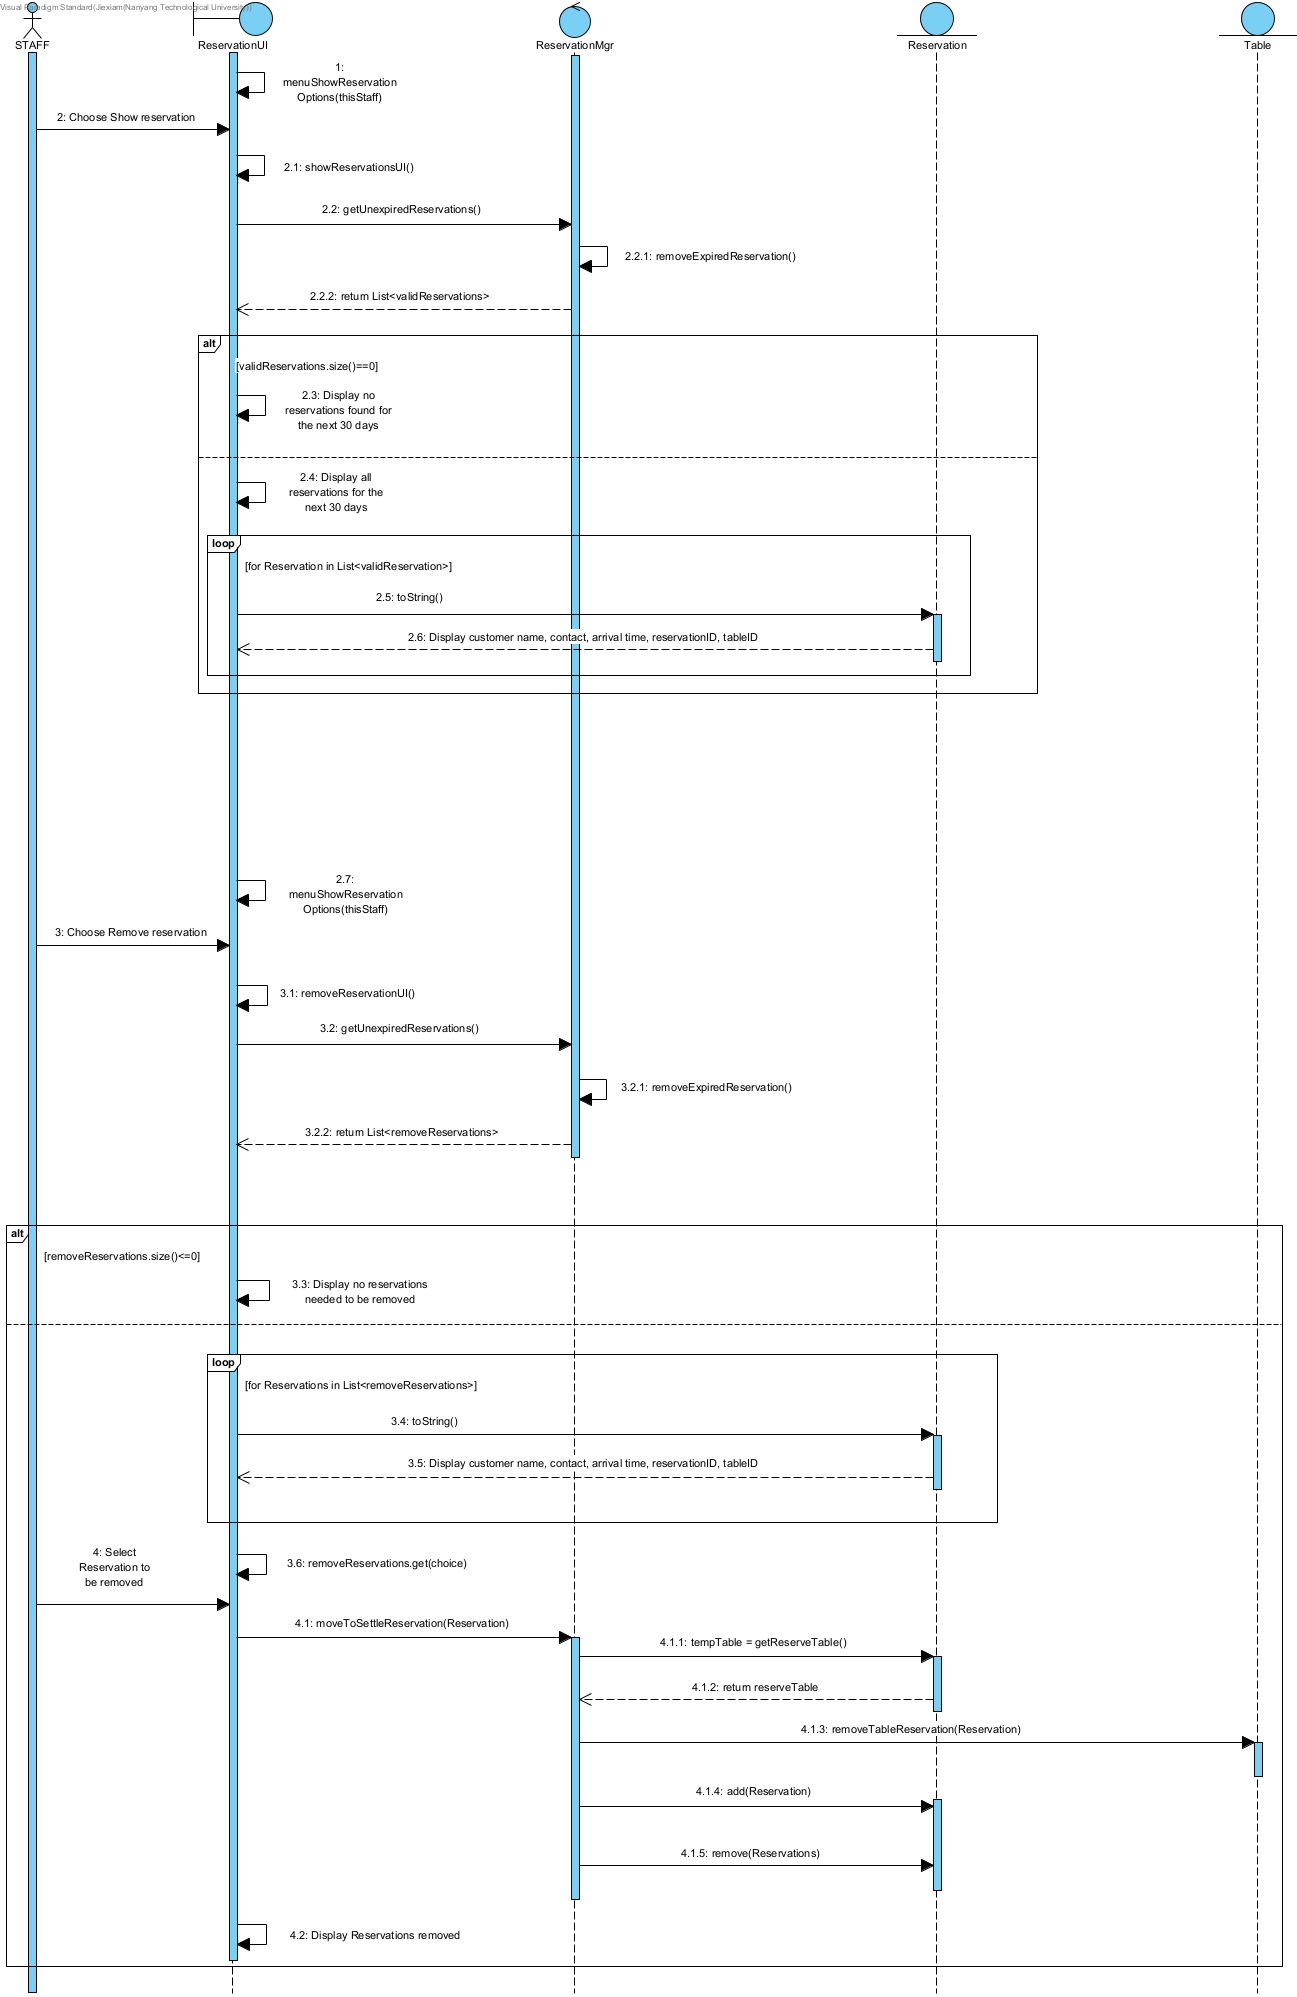 Visual Paradigm Standard(Jiexiam(Nanyang Technological University))
STAFF
ReservationUI
ReservationMgr
Reservation
Table
1:
menuShowReservation
Options(thisStaff)
2: Choose Show reservation
2.1: showReservationsUI()
2.2: getUnexpiredReservations()
2.2.1: removeExpiredReservation()
2.2.2: return List<validReservations>
alt
[validReservations.size()==0]
2.3: Display no
reservations found for
the next 30 days
2.4: Display all
reservations for the
next 30 days
loop
[for Reservation in List<validReservation>]
2.5: toString()
2.6: Display customer name, contact, arrival time, reservationID, tableID
2.7:
menuShowReservation
Options(thisStaff)
3: Choose Remove reservation
3.1: removeReservationUI()
3.2: getUnexpiredReservations()
3.2.1: removeExpiredReservation()
3.2.2: return List<removeReservations>
alt
[removeReservations.size()<=0]
3.3: Display no reservations
needed to be removed
loop
[for Reservations in List<removeReservations>]
3.4: toString()
3.5: Display customer name, contact, arrival time, reservationID, tableID
4: Select
Reservation to
be removed
3.6: removeReservations.get(choice)
4.1: moveToSettleReservation(Reservation)
4.1.1: tempTable = getReserveTable()
4.1.2: return reserveTable
4.1.3: removeTableReservation(Reservation)
4.1.4: add(Reservation)
4.1.5: remove(Reservations)
4.2: Display Reservations removed